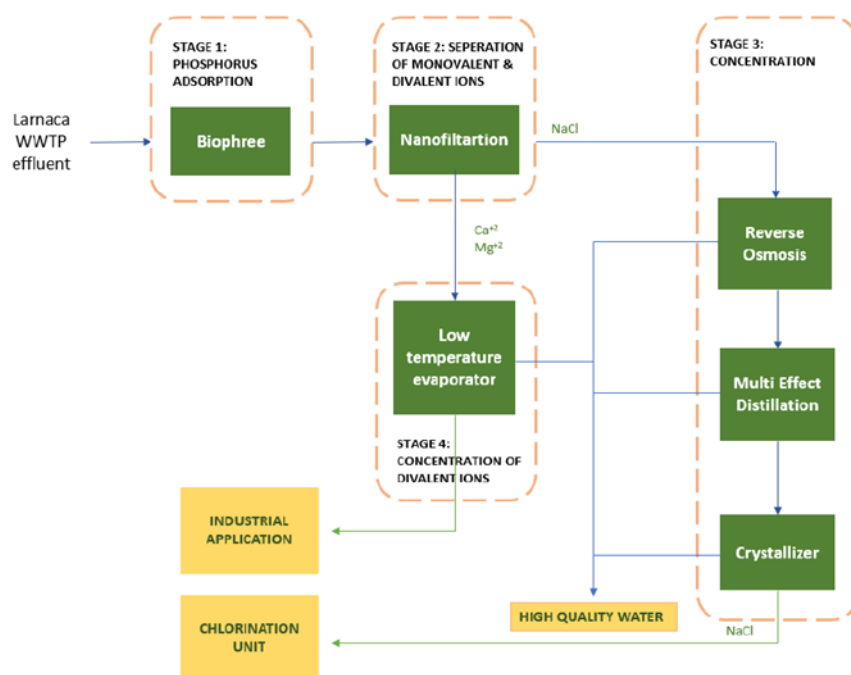 STAGE 1:
PHOSPHORUS
ADSORPTION
Larnaca
WWTP
effluent
Biophree
STAGE 2: SEPERATION
OF MONOVALENT &
DIVALENT IONS
Nanofiltartion
NaCl
STAGE 3:
CONCENTRATION
Ca⁺²
Mg⁺²
Reverse
Osmosis
Low
temperature
evaporator
Multi Effect
Distillation
STAGE 4:
CONCENTRATION OF
DIVALENT IONS
INDUSTRIAL
APPLICATION
Crystallizer
HIGH QUALITY WATER
CHLORINATION
UNIT
NaCl